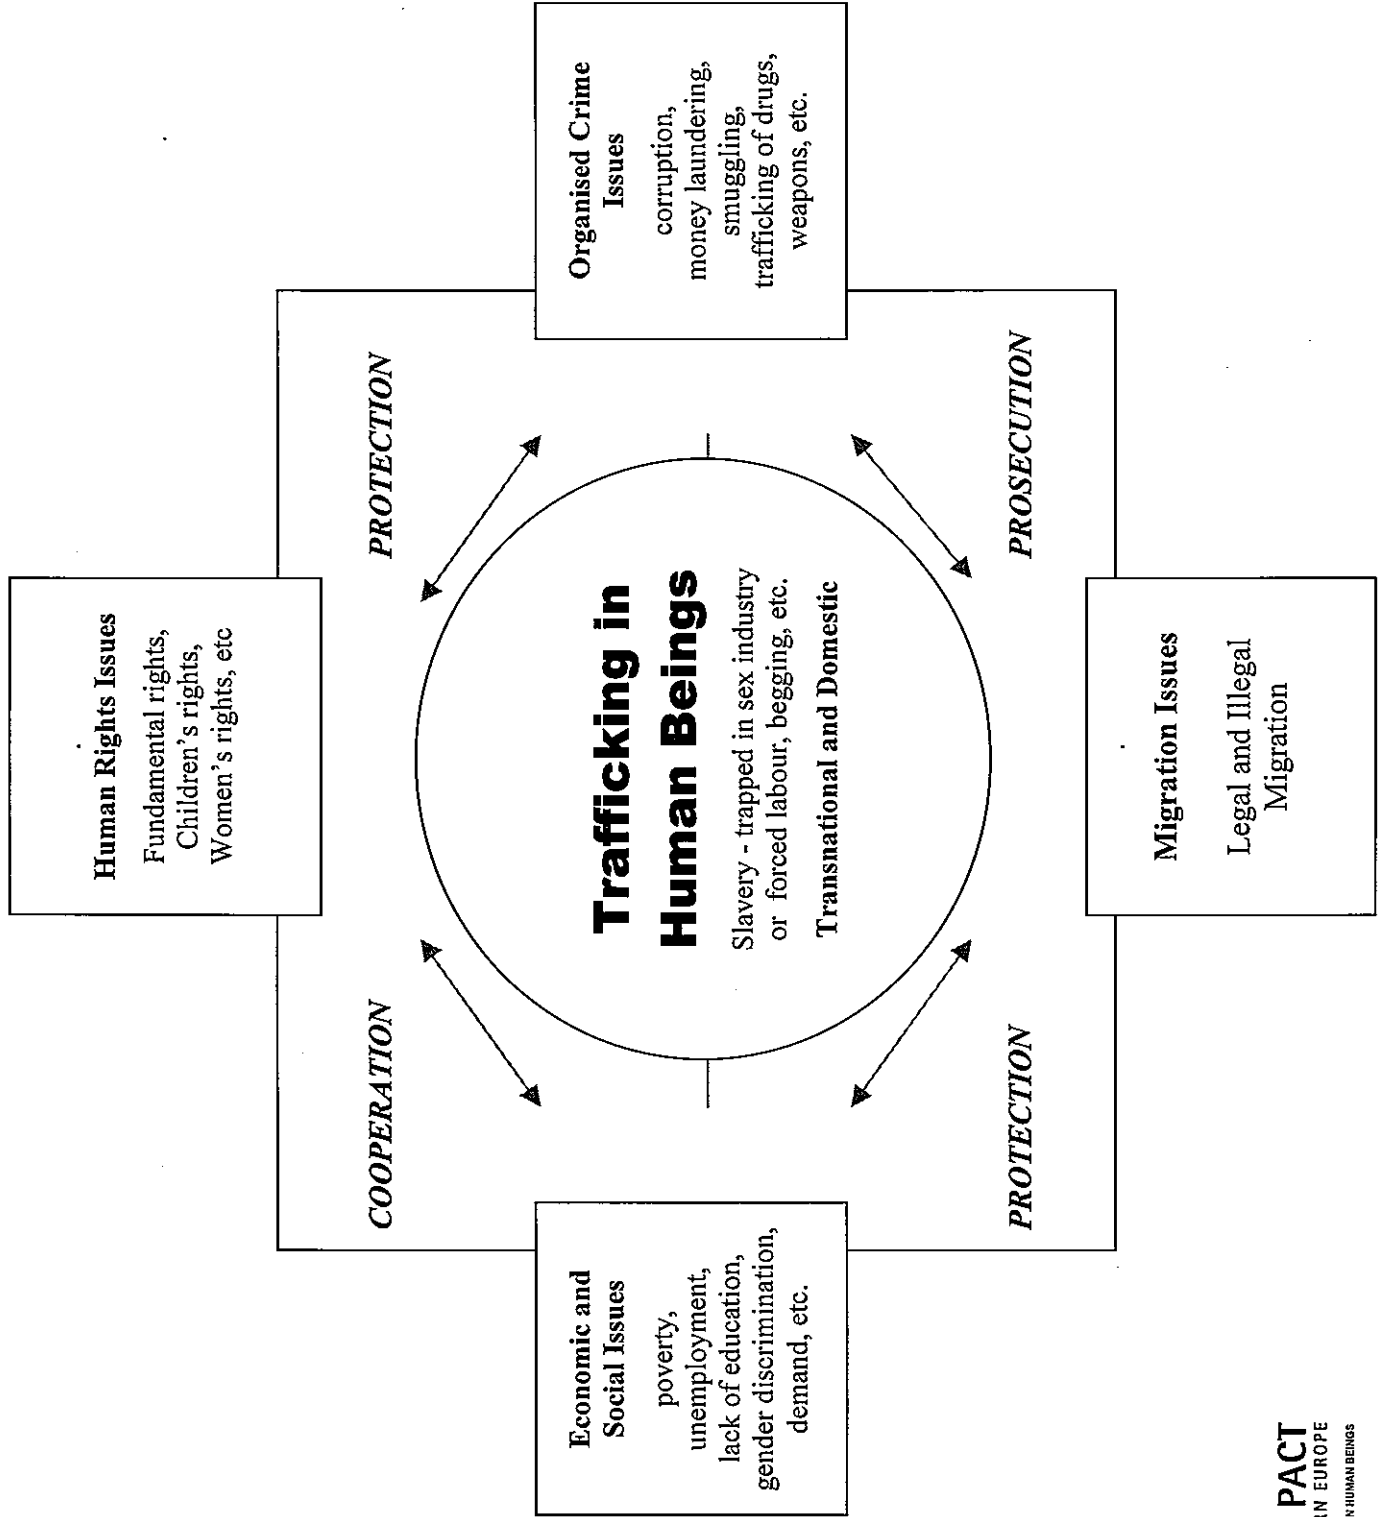 Human Rights Issues
Fundamental rights,
Children's rights,
Women's rights, etc
COOPERATION
PROTECTION
Economic and
Social Issues
poverty,
unemployment,
lack of education,
gender discrimination,
demand, etc.
Trafficking in
Human Beings
Slavery - trapped in sex industry
or forced labour, begging, etc.
Transnational and Domestic
Organised Crime
Issues
corruption,
money laundering,
smuggling,
trafficking of drugs,
weapons, etc.
PROTECTION
PROSECUTION
Migration Issues
Legal and Illegal
Migration
PACT
EUROPE
HUMAN BEINGS